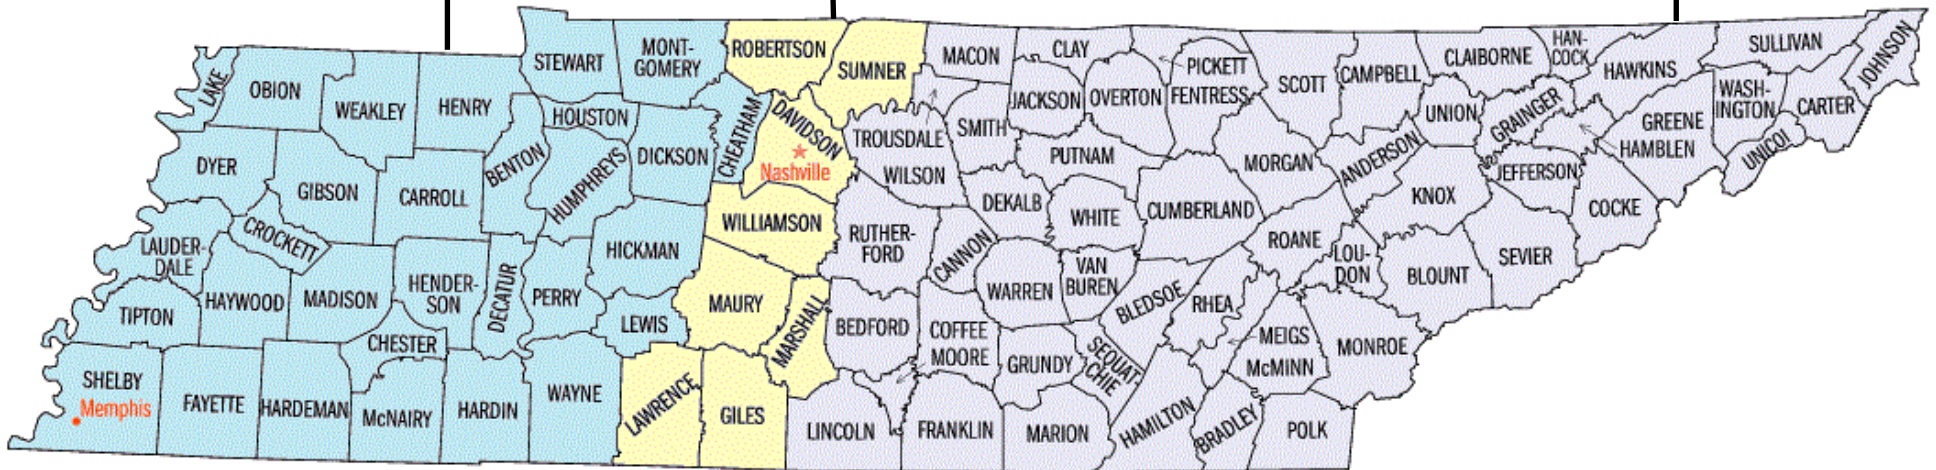 LAKE
OBION
WEAKLEY
HENRY
STEWART
MONT-
GOMERY
ROBERTSON
SUMNER
MACON
CLAY
PICKETT
SCOTT
CAMPBELL
CLAIBORNE
HAN-
COCK
HAWKINS
SULLIVAN
JOHNSON
HOUSTON
CHEATHAM
DAVIDSON
Nashville
TROUSDALE
SMITH
JACKSON
OVERTON
FENTRESS
UNION
GRAINGER
GREENE
HAMBLEN
WASH-
INGTON
CARTER
UNICOI
DYER
GIBSON
CARROLL
BENTON
HUMPHREYS
DICKSON
WILSON
PUTNAM
MORGAN
ANDERSON
KNOX
JEFFERSON
COCKE
LAUDER-
DALE
CROCKETT
HICKMAN
WILLIAMSON
RUTHER-
FORD
CANNON
DEKALB
WHITE
CUMBERLAND
ROANE
LOU-
DON
BLOUNT
SEVIER
TIPTON
HAYWOOD
MADISON
HENDER-
SON
DECATUR
PERRY
LEWIS
MAURY
MARSHALL
BEDFORD
COFFEE
MOORE
WARREN
VAN
BUREN
BLEDSOE
RHEA
MEIGS
McMINN
MONROE
SHELBY
Memphis
FAYETTE
HARDEMAN
CHESTER
McNAIRY
HARDIN
WAYNE
LAWRENCE
GILES
LINCOLN
FRANKLIN
GRUNDY
SEQUAT-
CHIE
MARION
HAMILTON
BRADLEY
POLK